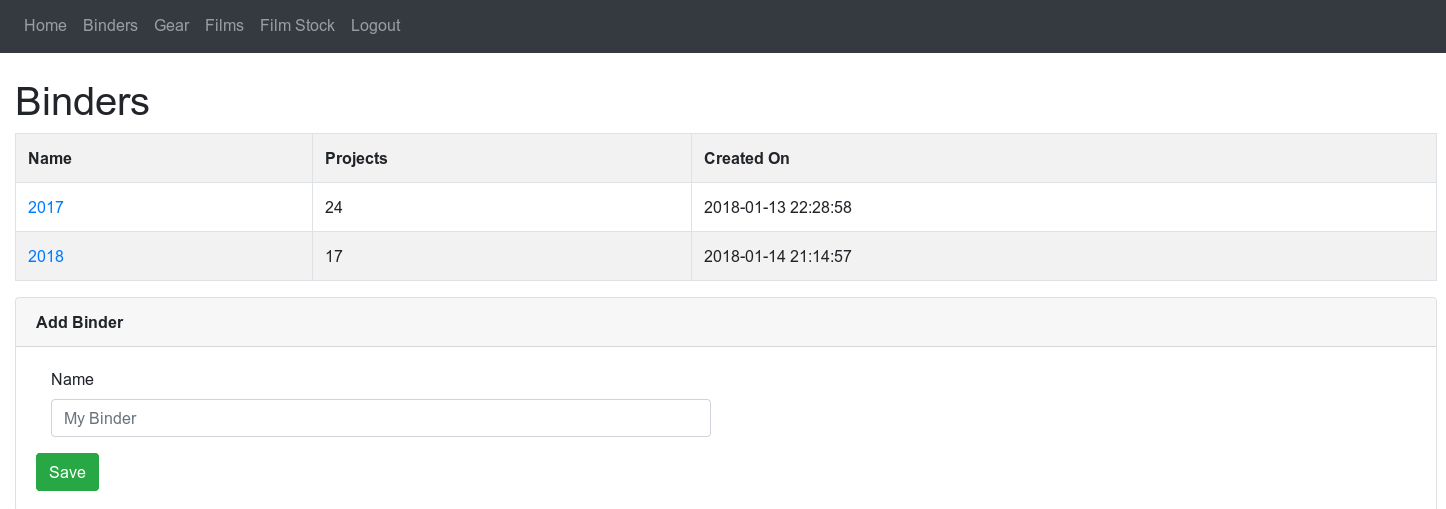 Home Binders Gear Films Film Stock Logout
Binders
Name Projects Created On
2017 24 2018-01-13 22:28:58
2018 17 2018-01-14 21:14:57
Add Binder
Name
My Binder
Save